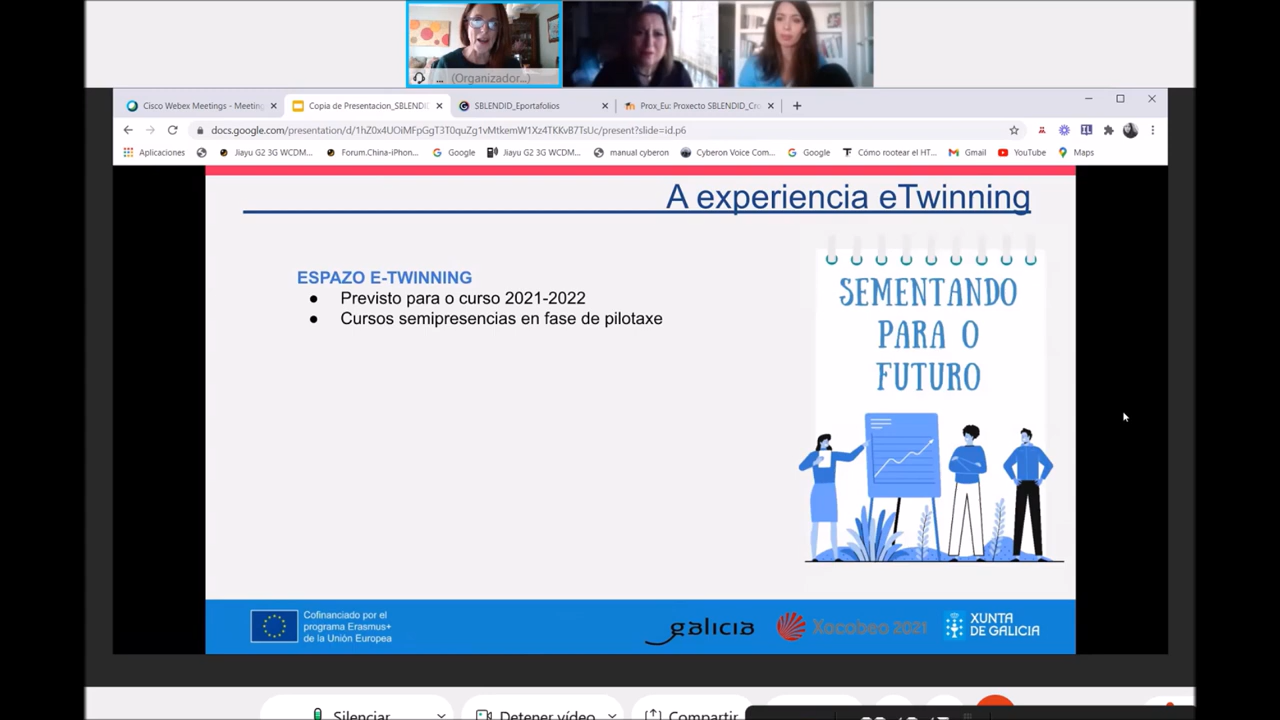 ... (Organizador...)
Cisco Webex Meetings - Meeting
Copia de Presentacion_SBLENDID
SBLENDID_Eportafolios
Prox_Eu: Proxecto SBLENDID_Cro
docs.google.com/presentation/d/1hZ0x4UOiMFpGgT3T0quZg1vMtkemW1Xz4TKKvB7TsUc/present?slide=id.p6
Aplicaciones
Jiayu G2 3G WCDM...
Forum.China-iPhon...
Google
Jiayu G2 3G WCDM...
manual cyberon
Cyberon Voice Com...
Google
Cómo rootear el HT...
Gmail
YouTube
Maps
A experiencia eTwinning
ESPAZO E-TWINNING
● Previsto para o curso 2021-2022
● Cursos semipresencias en fase de pilotaxe
SEMENTANDO
PARA O
FUTURO
Cofinanciado por el
programa Erasmus+
de la Unión Europea
galicia
Xacobeo 2021
XUNTA
DE GALICIA
Silenciar
Detener vídeo
Compartir